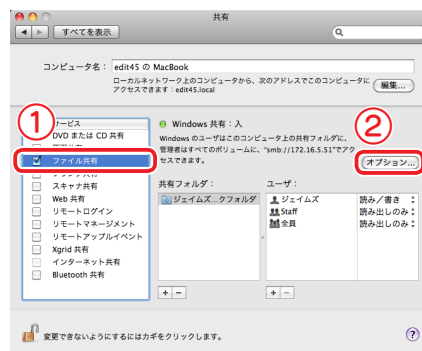 共有
すべてを表示
コンピュータ名： edit45 の MacBook
ローカルネットワーク上のコンピュータから、次のアドレスでこのコンピュータに
アクセスできます：edit45.local
編集...
1
2
サービス
DVD または CD 共有
ファイル共有
スキャナ共有
Web 共有
リモートログイン
リモートマネージメント
リモートアップルイベント
Xgrid 共有
インターネット共有
Bluetooth 共有
Windows 共有：入
Windows のユーザはこのコンピュータ上の共有フォルダに、
管理者はすべてのボリュームに、"smb://172.16.5.51"でアク
セスできます。
オプション...
共有フォルダ：
ユーザ：
ジェイムズ...クフォルダ
ジェイムズ 読み／書き
Staff 読み出しのみ
全員 読み出しのみ
+ −
+ −
変更できないようにするにはカギをクリックします。
?